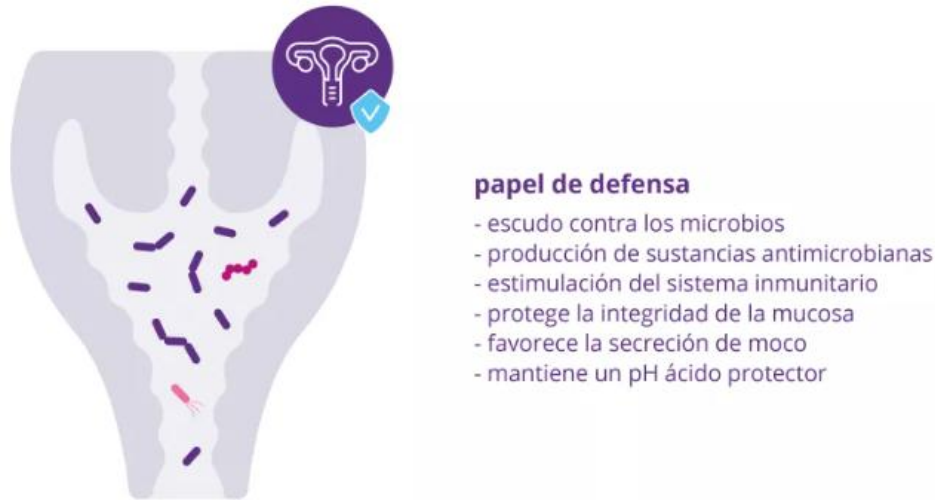 papel de defensa
- escudo contra los microbios
- producción de sustancias antimicrobianas
- estimulación del sistema inmunitario
- protege la integridad de la mucosa
- favorece la secreción de moco
- mantiene un pH ácido protector